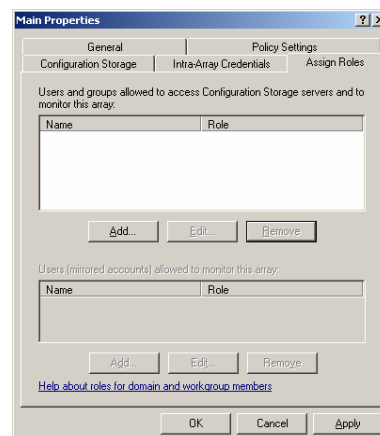 Main Properties
General
Policy Settings
Configuration Storage
Intra-Array Credentials
Assign Roles
Users and groups allowed to access Configuration Storage servers and to
monitor this array:
Name
Role
Add...
Edit...
Remove
Users (mirrored accounts) allowed to monitor this array:
Name
Role
Add...
Edit...
Remove
Help about roles for domain and workgroup members
OK
Cancel
Apply